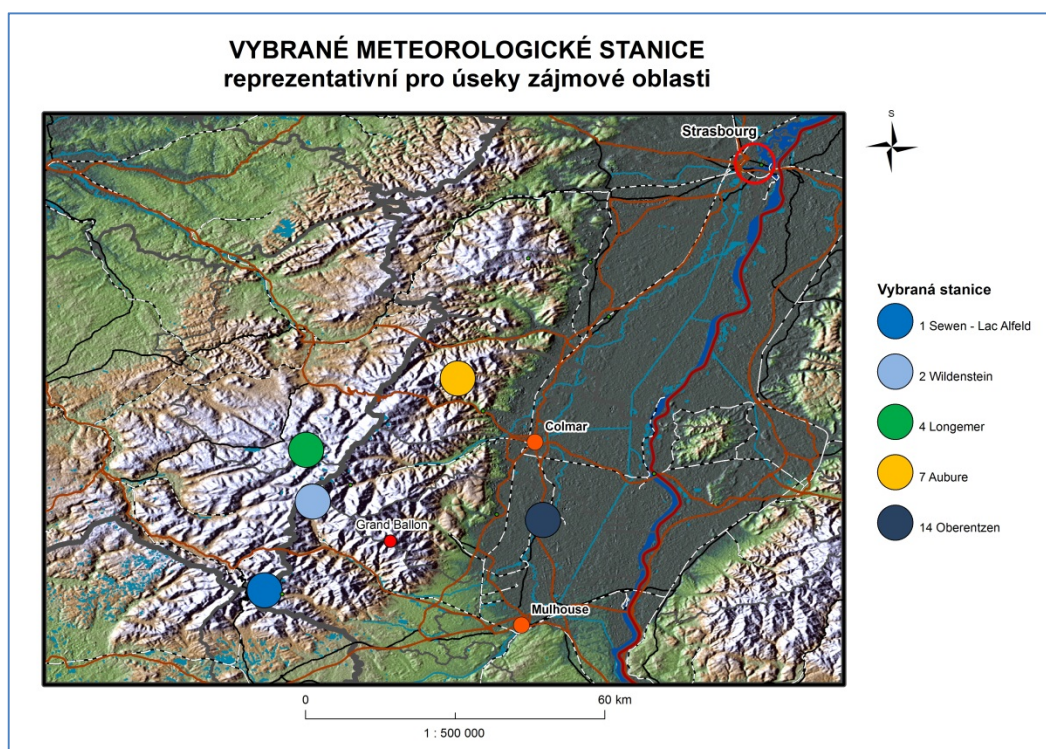 VYBRANÉ METEOROLOGICKÉ STANICE
reprezentativní pro úseky zájmové oblasti
S
Strasbourg
Colmar
Grand Ballon
Mulhouse
Vybraná stanice
1 Sewen - Lac Alfeld
2 Wildenstein
4 Longemer
7 Aubure
14 Oberentzen
0 60 km
1 : 500 000